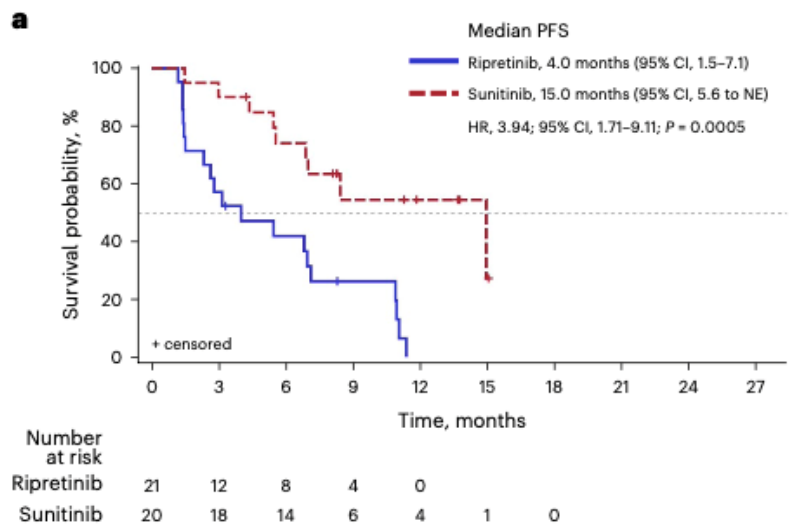 a
Median PFS
Ripretinib, 4.0 months (95% CI, 1.5–7.1)
Sunitinib, 15.0 months (95% CI, 5.6 to NE)
HR, 3.94; 95% CI, 1.71–9.11; P = 0.0005
Survival probability, %
100
80
60
40
20
0
+ censored
0 3 6 9 12 15 18 21 24 27
Time, months
Number
at risk
Ripretinib 21 12 8 4 0
Sunitinib 20 18 14 6 4 1 0